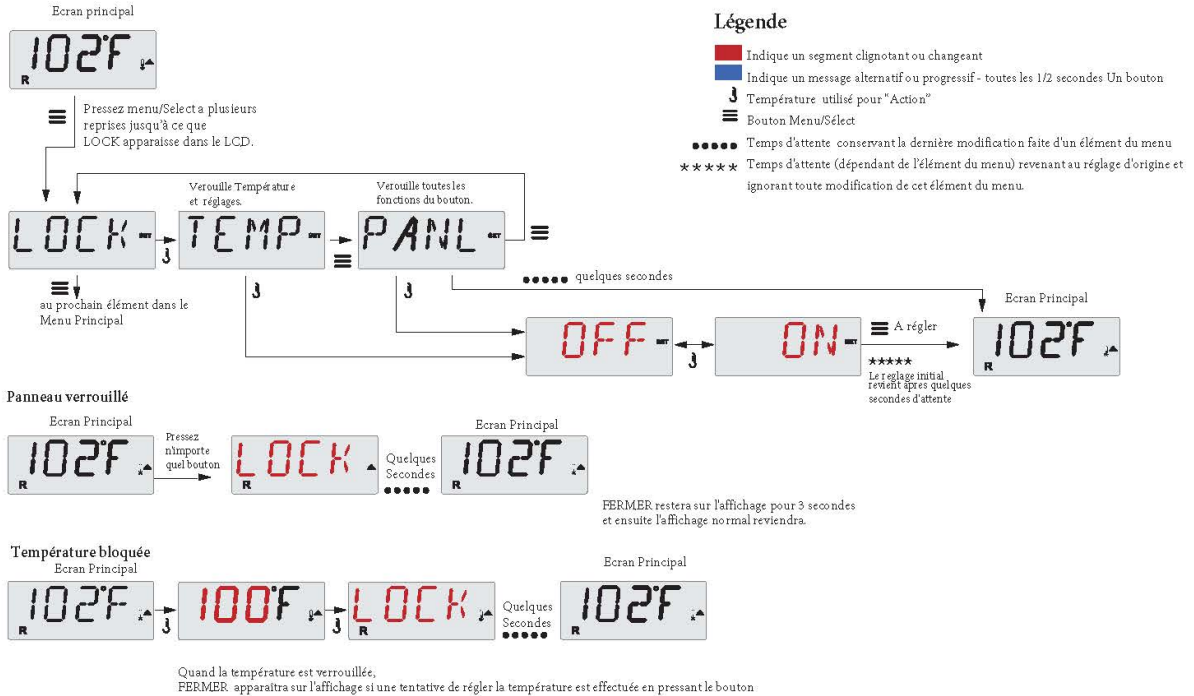 Ecran principal
102°F
R
Pressez menu/Select a plusieurs
reprises jusqu'à ce que
LOCK apparaisse dans le LCD.
Légende
Indique un segment clignotant ou changeant
Indique un message alternatif ou progressif - toutes les 1/2 secondes Un bouton
Température utilisé pour "Action"
Bouton Menu/Sélect
Temps d'attente conservant la dernière modification faite d'un élément du menu
***** Temps d'attente (dépendant de l'élément du menu) revenant au réglage d'origine et
ignorant toute modification de cet élément du menu.
Verouille Température
et réglages.
Verouille toutes les
fonctions du bouton.
LOCK SET
TEMP SET
PANL SET
au prochain élément dans le
Menu Principal
quelques secondes
Ecran Principal
OFF SET
ON SET
A régler
*****
Le reglage initial
revient apres quelques
secondes d'attente
102°F
R
Panneau verrouillé
Ecran Principal
102°F
R
Pressez
n'importe
quel bouton
LOCK
R
Quelques
Secondes
Ecran Principal
102°F
R
FERMER restera sur l'affichage pour 3 secondes
et ensuite l'affichage normal reviendra.
Température bloquée
Ecran Principal
102°F
R
100°F
LOCK
R
Quelques
Secondes
Ecran Principal
102°F
R
Quand la température est verrouillée,
FERMER apparaîtra sur l'affichage si une tentative de régler la température est effectuée en pressant le bouton